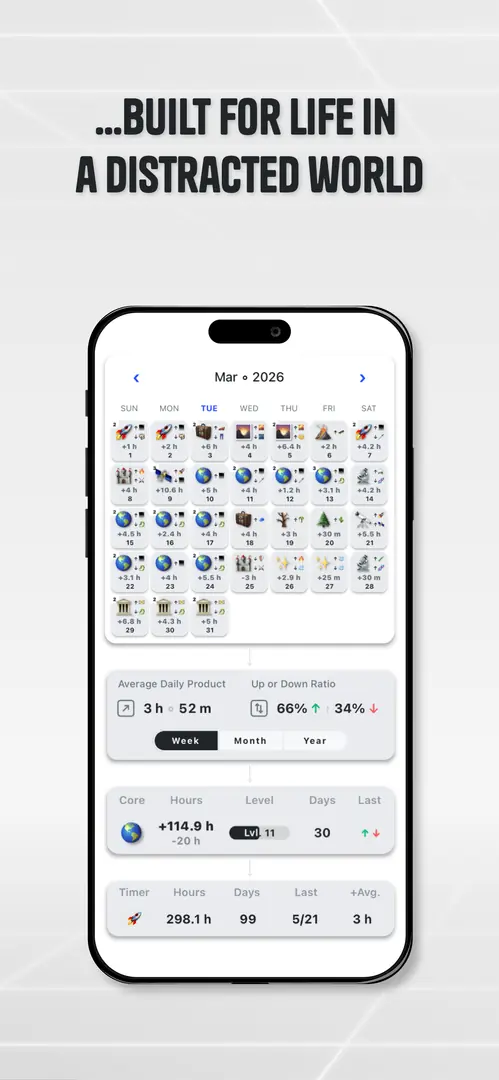 ...BUILT FOR LIFE IN
A DISTRACTED WORLD
Mar ∘ 2026
SUN MON TUE WED THU FRI SAT
2 2 2 2 2 2
+1 h +2 h +6 h +4 h +6.4 h +2 h +4.2 h
1 2 3 4 5 6 7
+4 h +10.6 h +5 h +4 h +1.2 h +3.1 h +4.2 h
8 9 10 11 12 13 14
+4.5 h +2.4 h +4 h +4 h +3 h +30 m +5.5 h
15 16 17 18 19 20 21
+3.1 h +4 h +5.5 h -3 h +2.9 h +25 m +30 m
22 23 24 25 26 27 28
+6.8 h +4.3 h +5 h
29 30 31
Average Daily Product Up or Down Ratio
3 h ∘ 52 m 66% ↑ 34% ↓
Week Month Year
Core Hours Level Days Last
+114.9 h Lvl. 11 30 ↑ ↓
-20 h
Timer Hours Days Last +Avg.
298.1 h 99 5/21 3 h